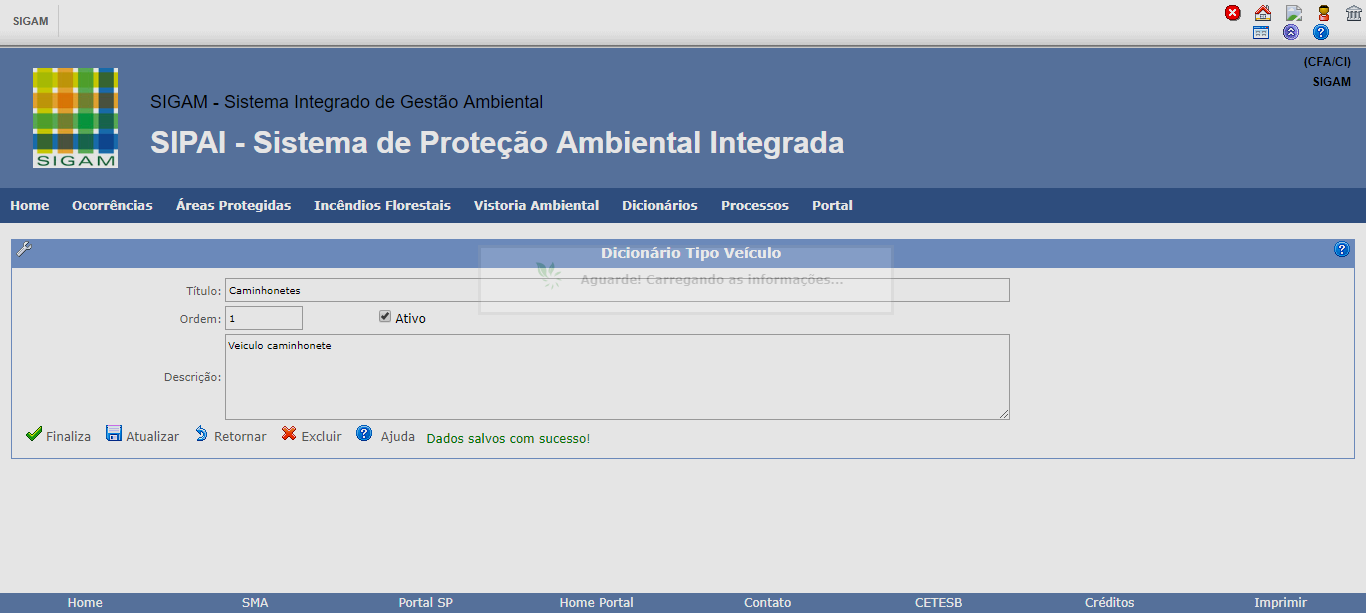 SIGAM
(CFA/CI)
SIGAM
SIGAM
SIGAM - Sistema Integrado de Gestão Ambiental
SIPAI - Sistema de Proteção Ambiental Integrada
Home Ocorrências Áreas Protegidas Incêndios Florestais Vistoria Ambiental Dicionários Processos Portal
Dicionário Tipo Veículo
Aguarde! Carregando as informações...
Título: Caminhonetes
Ordem: 1 Ativo
Descrição: Veiculo caminhonete
Finaliza Atualizar Retornar Excluir Ajuda Dados salvos com sucesso!
Home SMA Portal SP Home Portal Contato CETESB Créditos Imprimir